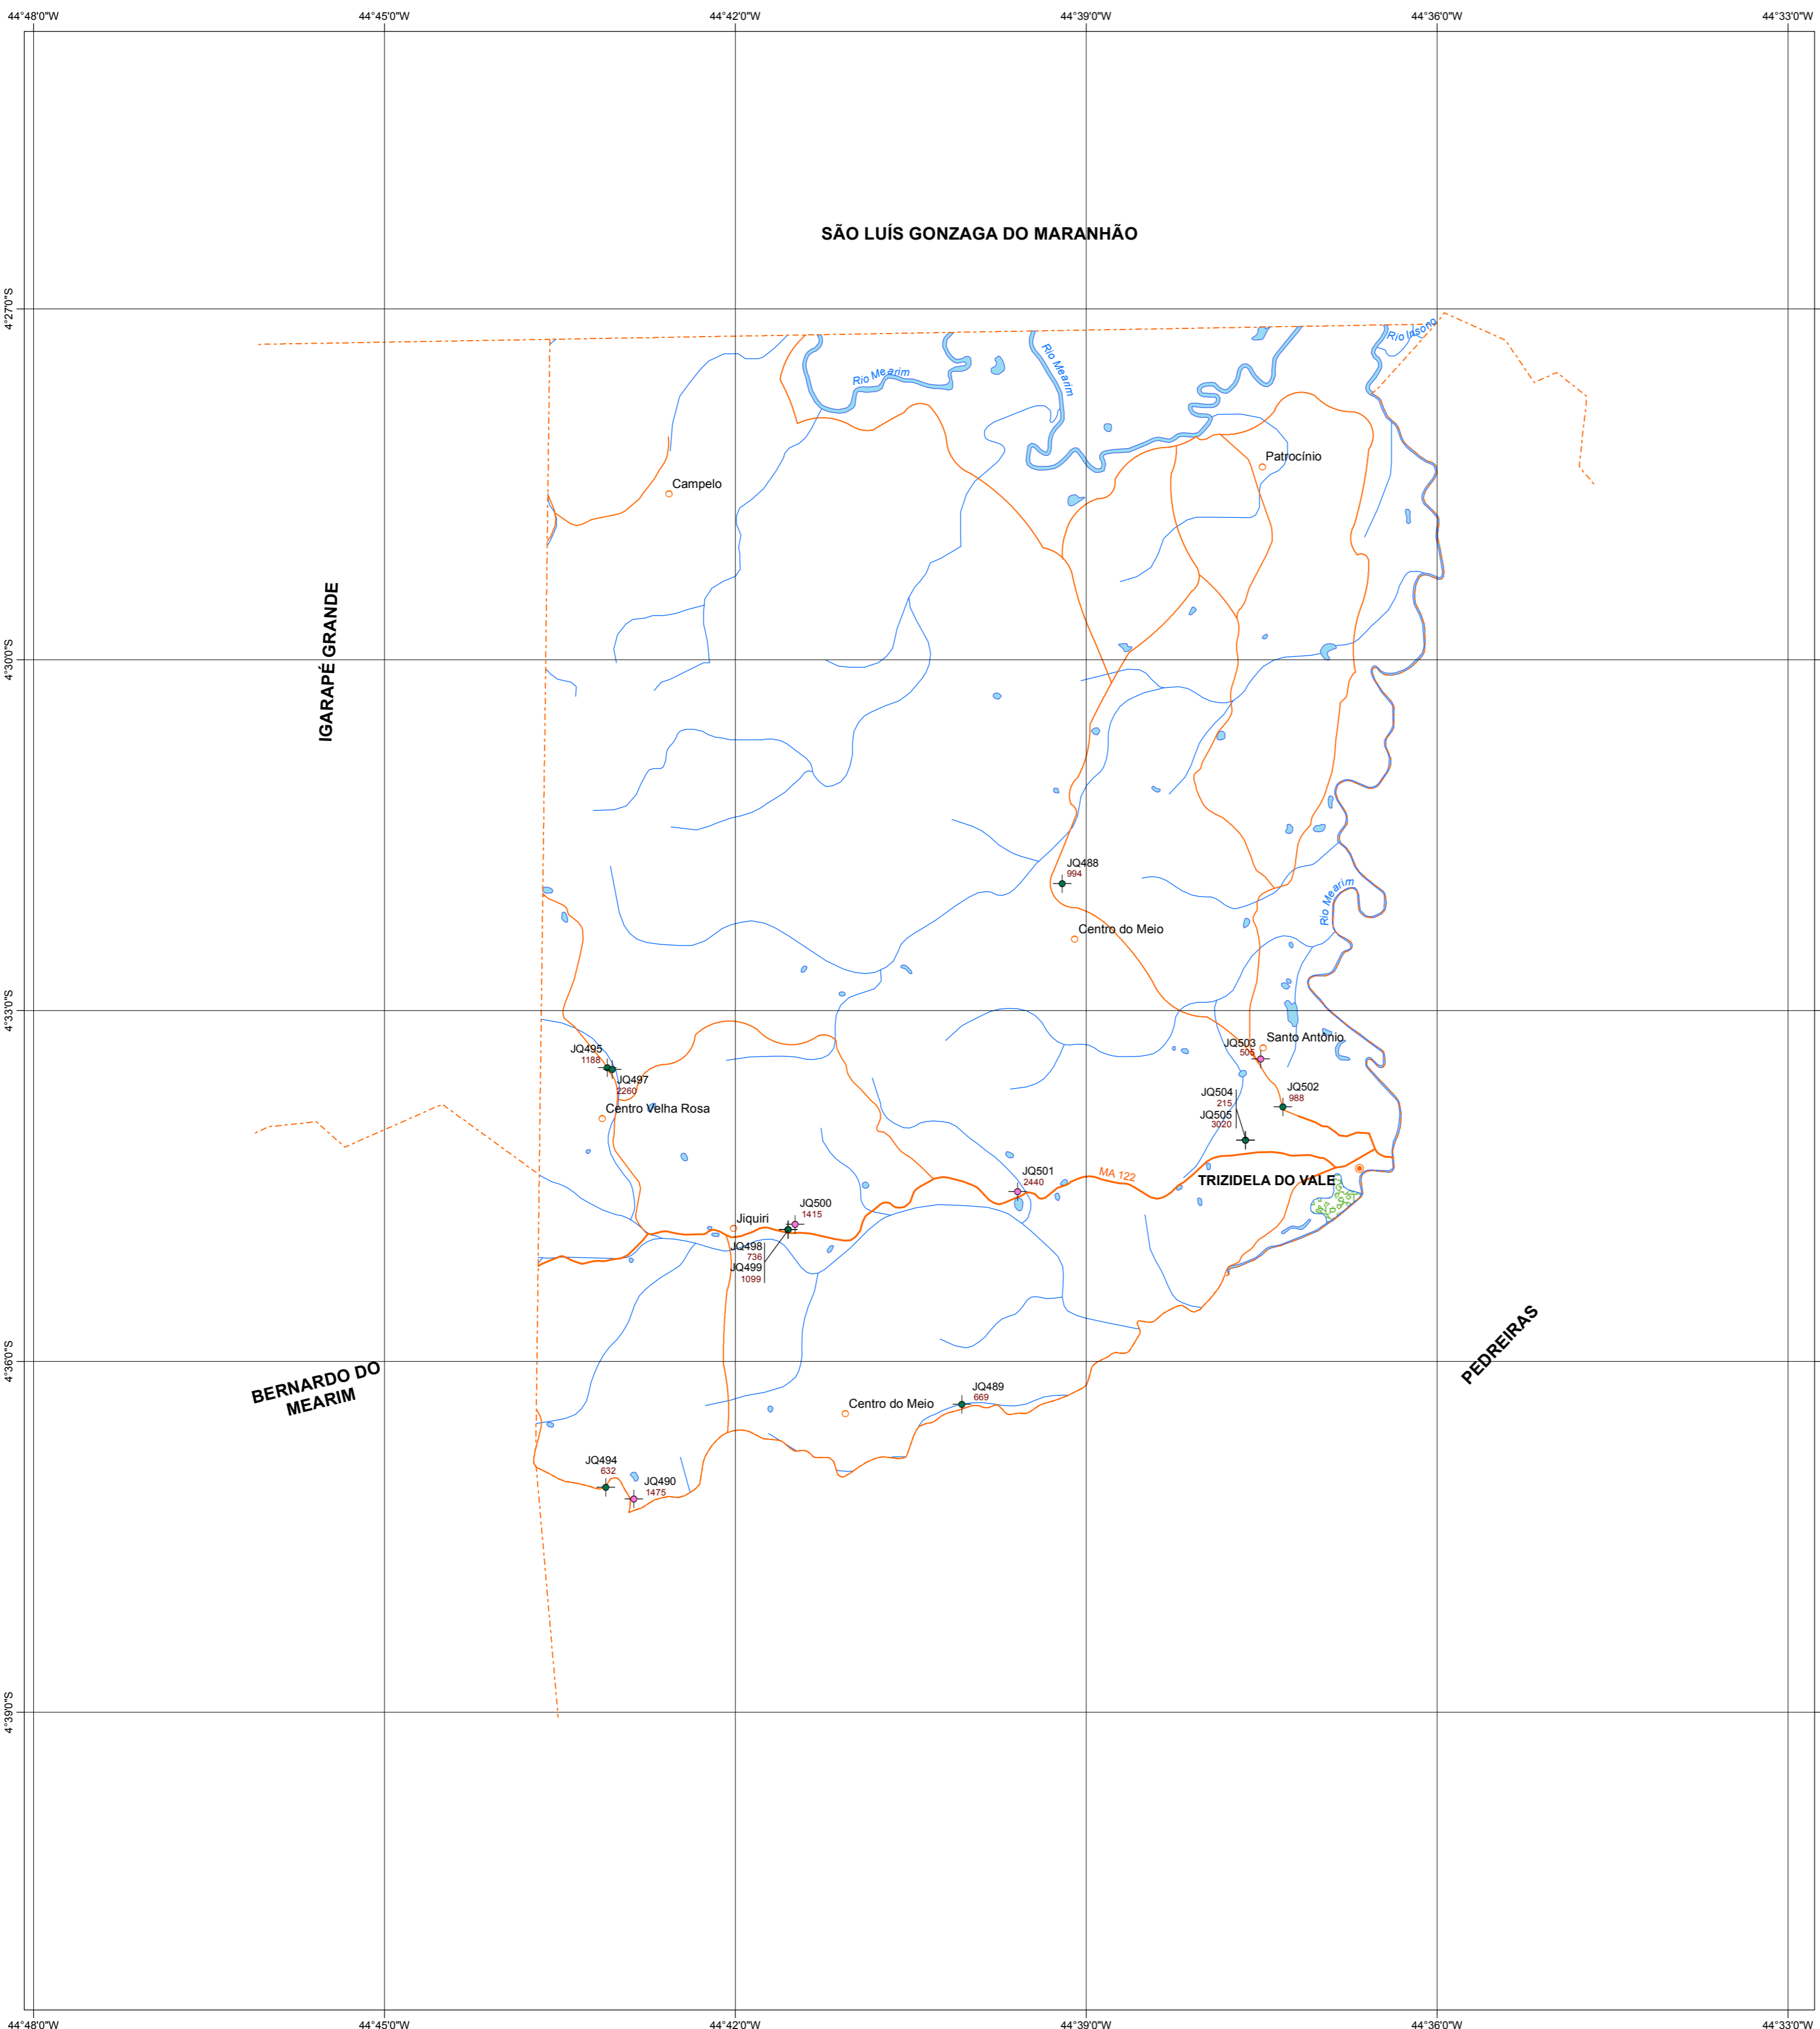 44°48'0"W
44°45'0"W
44°42'0"W
44°39'0"W
44°36'0"W
44°33'0"W
SÃO LUÍS GONZAGA DO MARANHÃO
4°27'0"S
Rio Insono
Rio Mearim
Rio Mearim
Patrocínio
Campelo
IGARAPÉ GRANDE
4°30'0"S
JQ488
994
Rio Mearim
Centro do Meio
4°33'0"S
Santo Antônio
JQ503
505
JQ495
1188
JQ497
2260
JQ502
988
JQ504
215
JQ505
3020
Centro Velha Rosa
MA 122
JQ501
2440
TRIZIDELA DO VALE
JQ500
1415
Jiquiri
JQ498
736
JQ499
1099
4°36'0"S
PEDREIRAS
BERNARDO DO
MEARIM
JQ489
669
Centro do Meio
JQ494
632
JQ490
1475
4°39'0"S
44°48'0"W
44°45'0"W
44°42'0"W
44°39'0"W
44°36'0"W
44°33'0"W